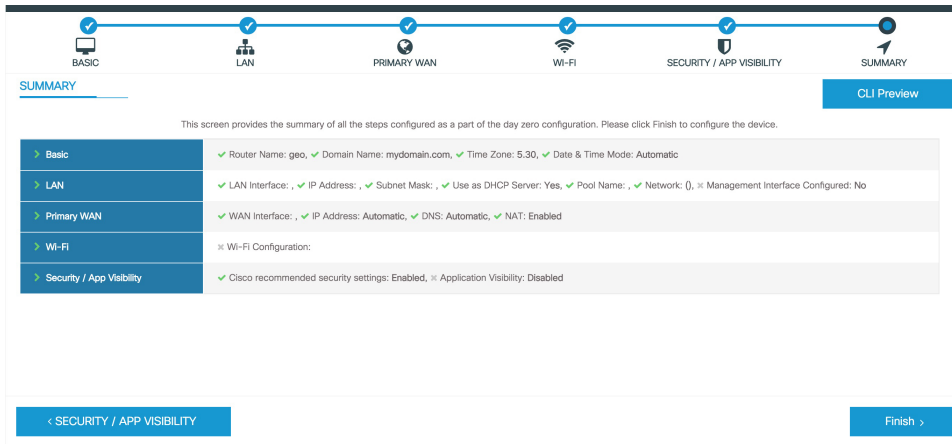 BASIC
LAN
PRIMARY WAN
WI-FI
SECURITY / APP VISIBILITY
SUMMARY
SUMMARY
CLI Preview
This screen provides the summary of all the steps configured as a part of the day zero configuration. Please click Finish to configure the device.
> Basic
✔ Router Name: geo, ✔ Domain Name: mydomain.com, ✔ Time Zone: 5.30, ✔ Date & Time Mode: Automatic
> LAN
✔ LAN Interface: , ✔ IP Address: , ✔ Subnet Mask: , ✔ Use as DHCP Server: Yes, ✔ Pool Name: , ✔ Network: (), ✖ Management Interface Configured: No
> Primary WAN
✔ WAN Interface: , ✔ IP Address: Automatic, ✔ DNS: Automatic, ✔ NAT: Enabled
> Wi-Fi
✖ Wi-Fi Configuration:
> Security / App Visibility
✔ Cisco recommended security settings: Enabled, ✖ Application Visibility: Disabled
< SECURITY / APP VISIBILITY
Finish >